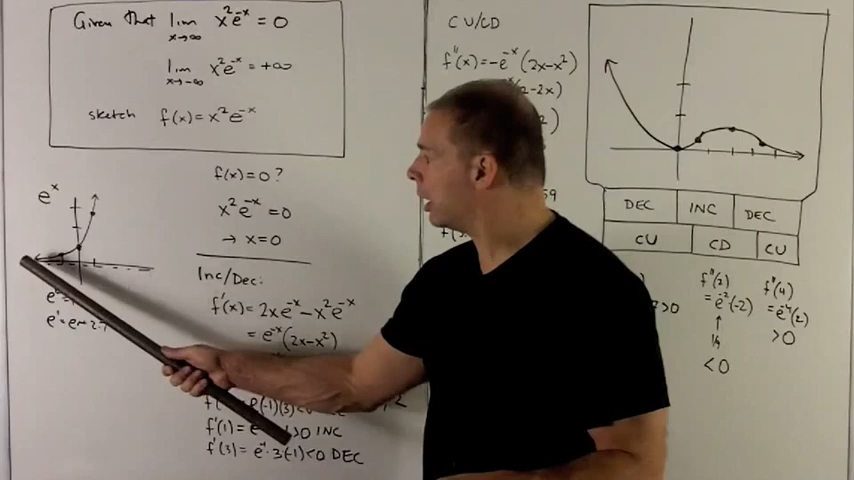 Given that lim x→∞ x²e⁻ˣ = 0
lim x→-∞ x²e⁻ˣ = +∞
sketch f(x) = x²e⁻ˣ
eˣ
f(x)=0?
x²e⁻ˣ = 0
→ x=0
Inc/Dec:
f'(x) = 2xe⁻ˣ - x²e⁻ˣ
= e⁻ˣ(2x-x²)
>0 INC
f'(3) = e⁻¹·3(-1)<0 DEC
CU/CD
f"(x) = -e⁻ˣ(2x-x²)
DEC INC DEC
CU CD CU
>0
f"(2)
= e⁻²(-2)
<0
f"(4)
= e⁻⁴(2)
>0